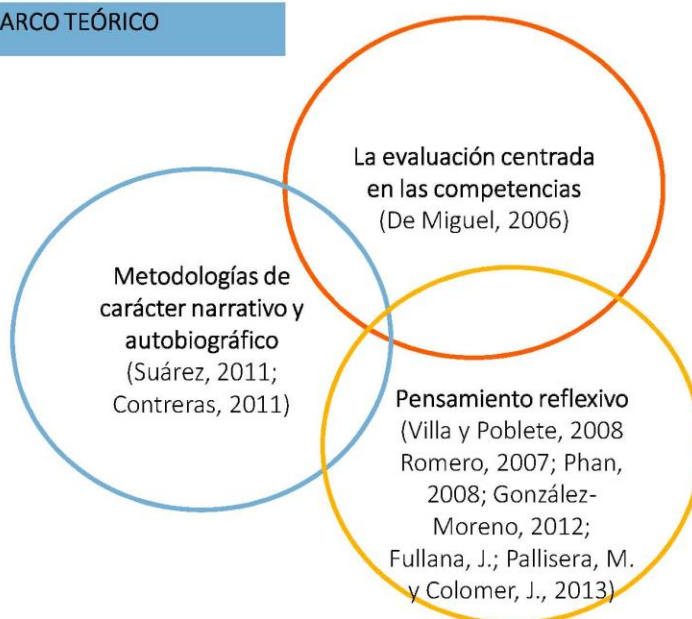 ARCO TEÓRICO
La evaluación centrada
en las competencias
(De Miguel, 2006)
Metodologías de
carácter narrativo y
autobiográfico
(Suárez, 2011;
Contreras, 2011)
Pensamiento reflexivo
(Villa y Poblete, 2008
Romero, 2007; Phan,
2008; González-
Moreno, 2012;
Fullana, J.; Pallisera, M.
y Colomer, J., 2013)